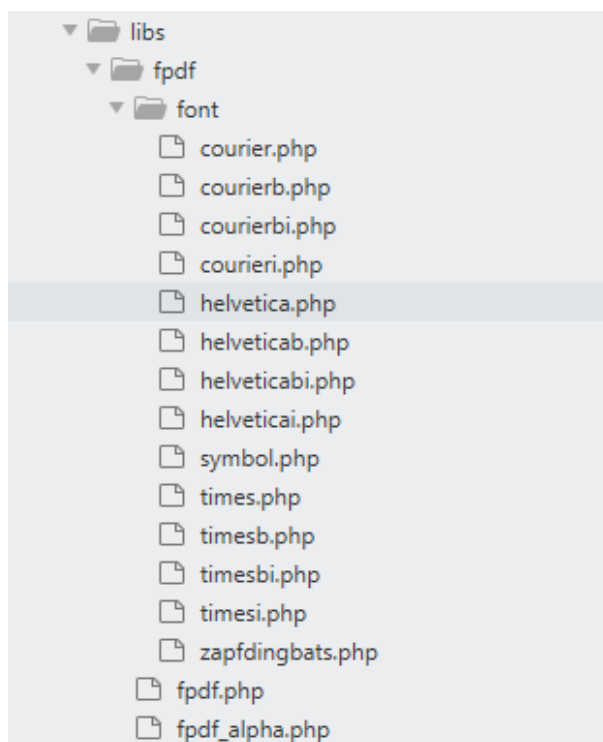 libs
fpdf
font
courier.php
courierb.php
courierbi.php
courieri.php
helvetica.php
helveticab.php
helveticabi.php
helveticai.php
symbol.php
times.php
timesb.php
timesbi.php
timesi.php
zapfdingbats.php
fpdf.php
fpdf_alpha.php